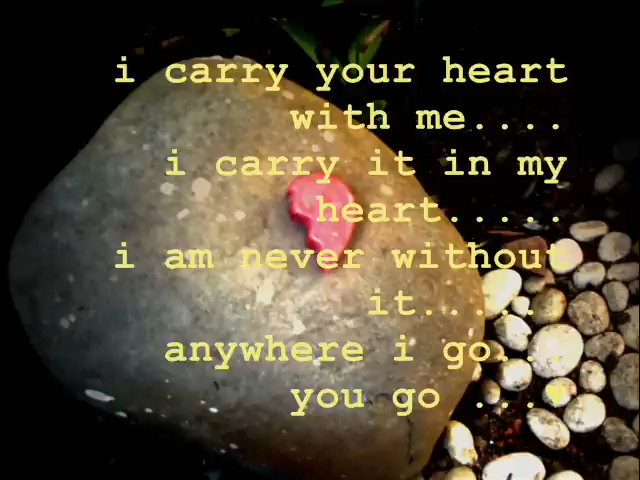 i carry your heart
with me....
i carry it in my
heart.....
i am never without
it.....
anywhere i go...
you go ...♥